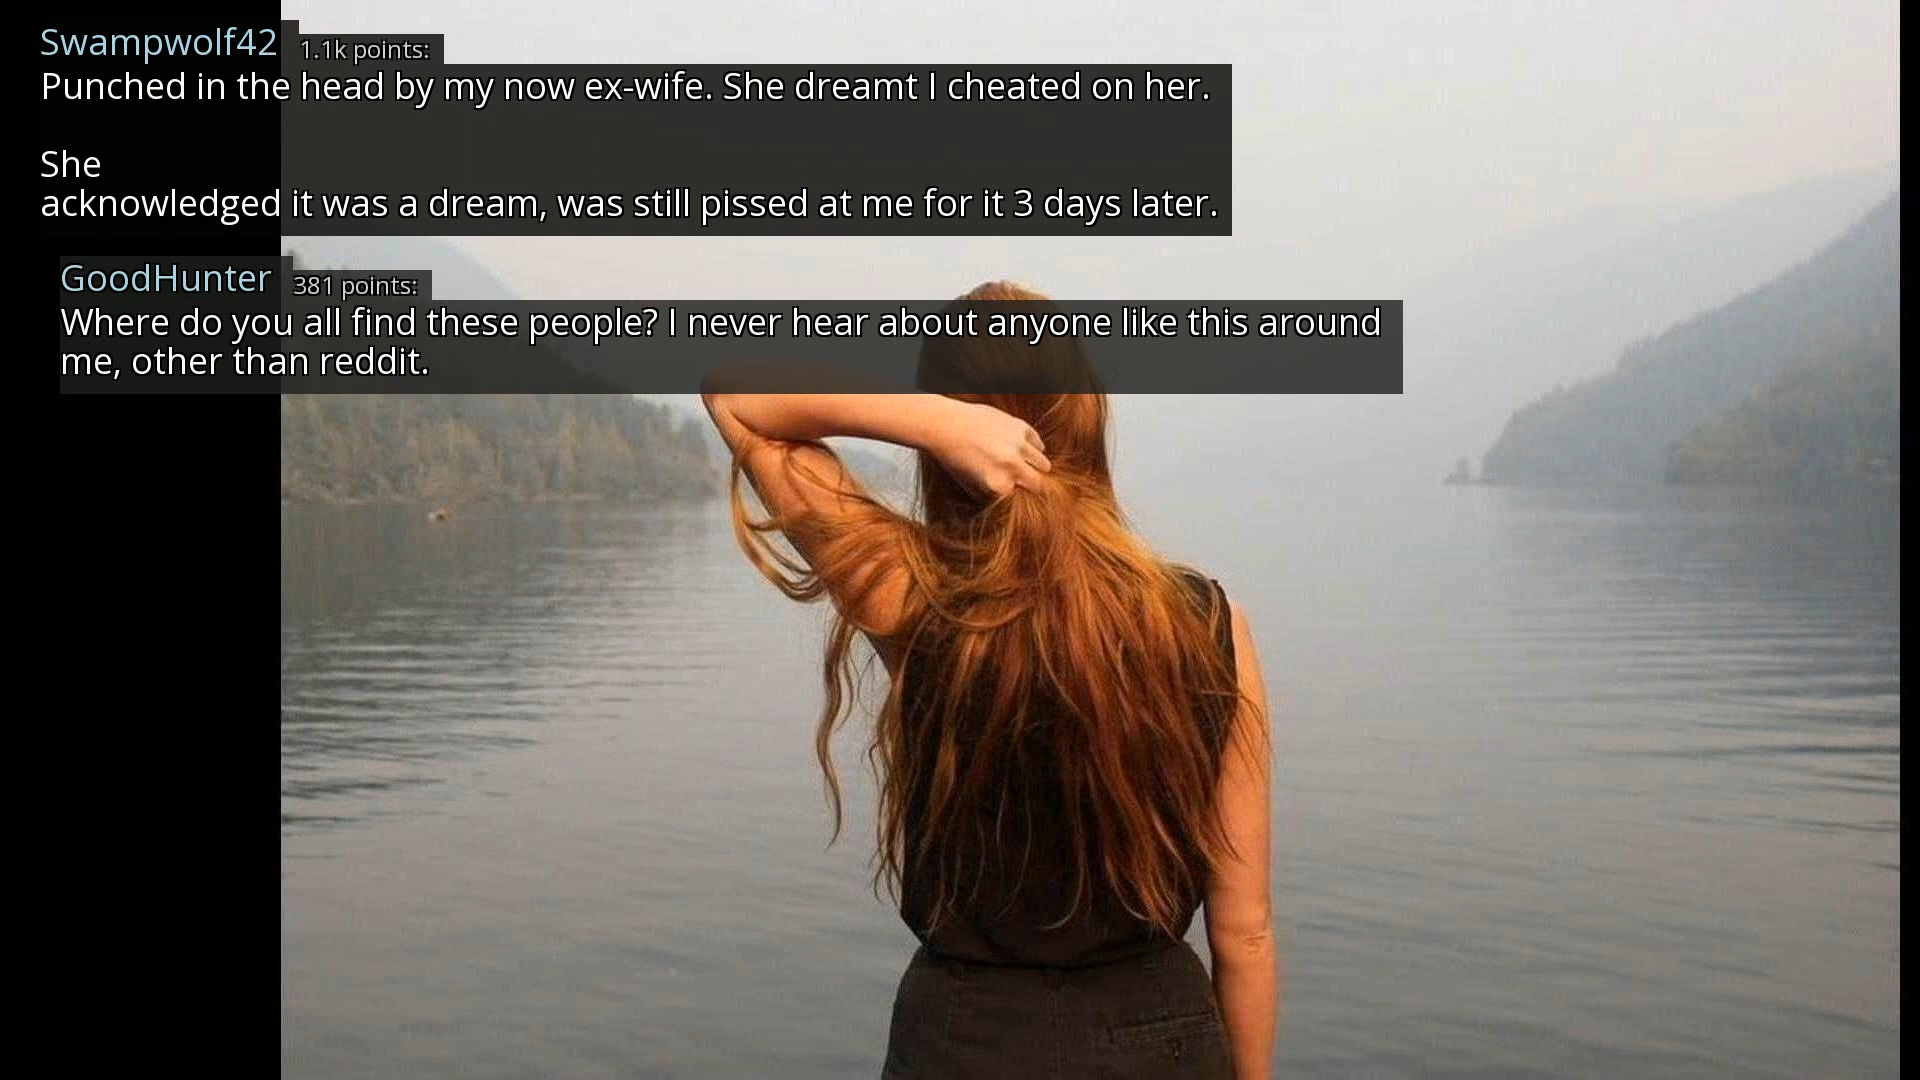 Swampwolf42 1.1k points:
Punched in the head by my now ex-wife. She dreamt I cheated on her.
She
acknowledged it was a dream, was still pissed at me for it 3 days later.
GoodHunter 381 points:
Where do you all find these people? I never hear about anyone like this around
me, other than reddit.